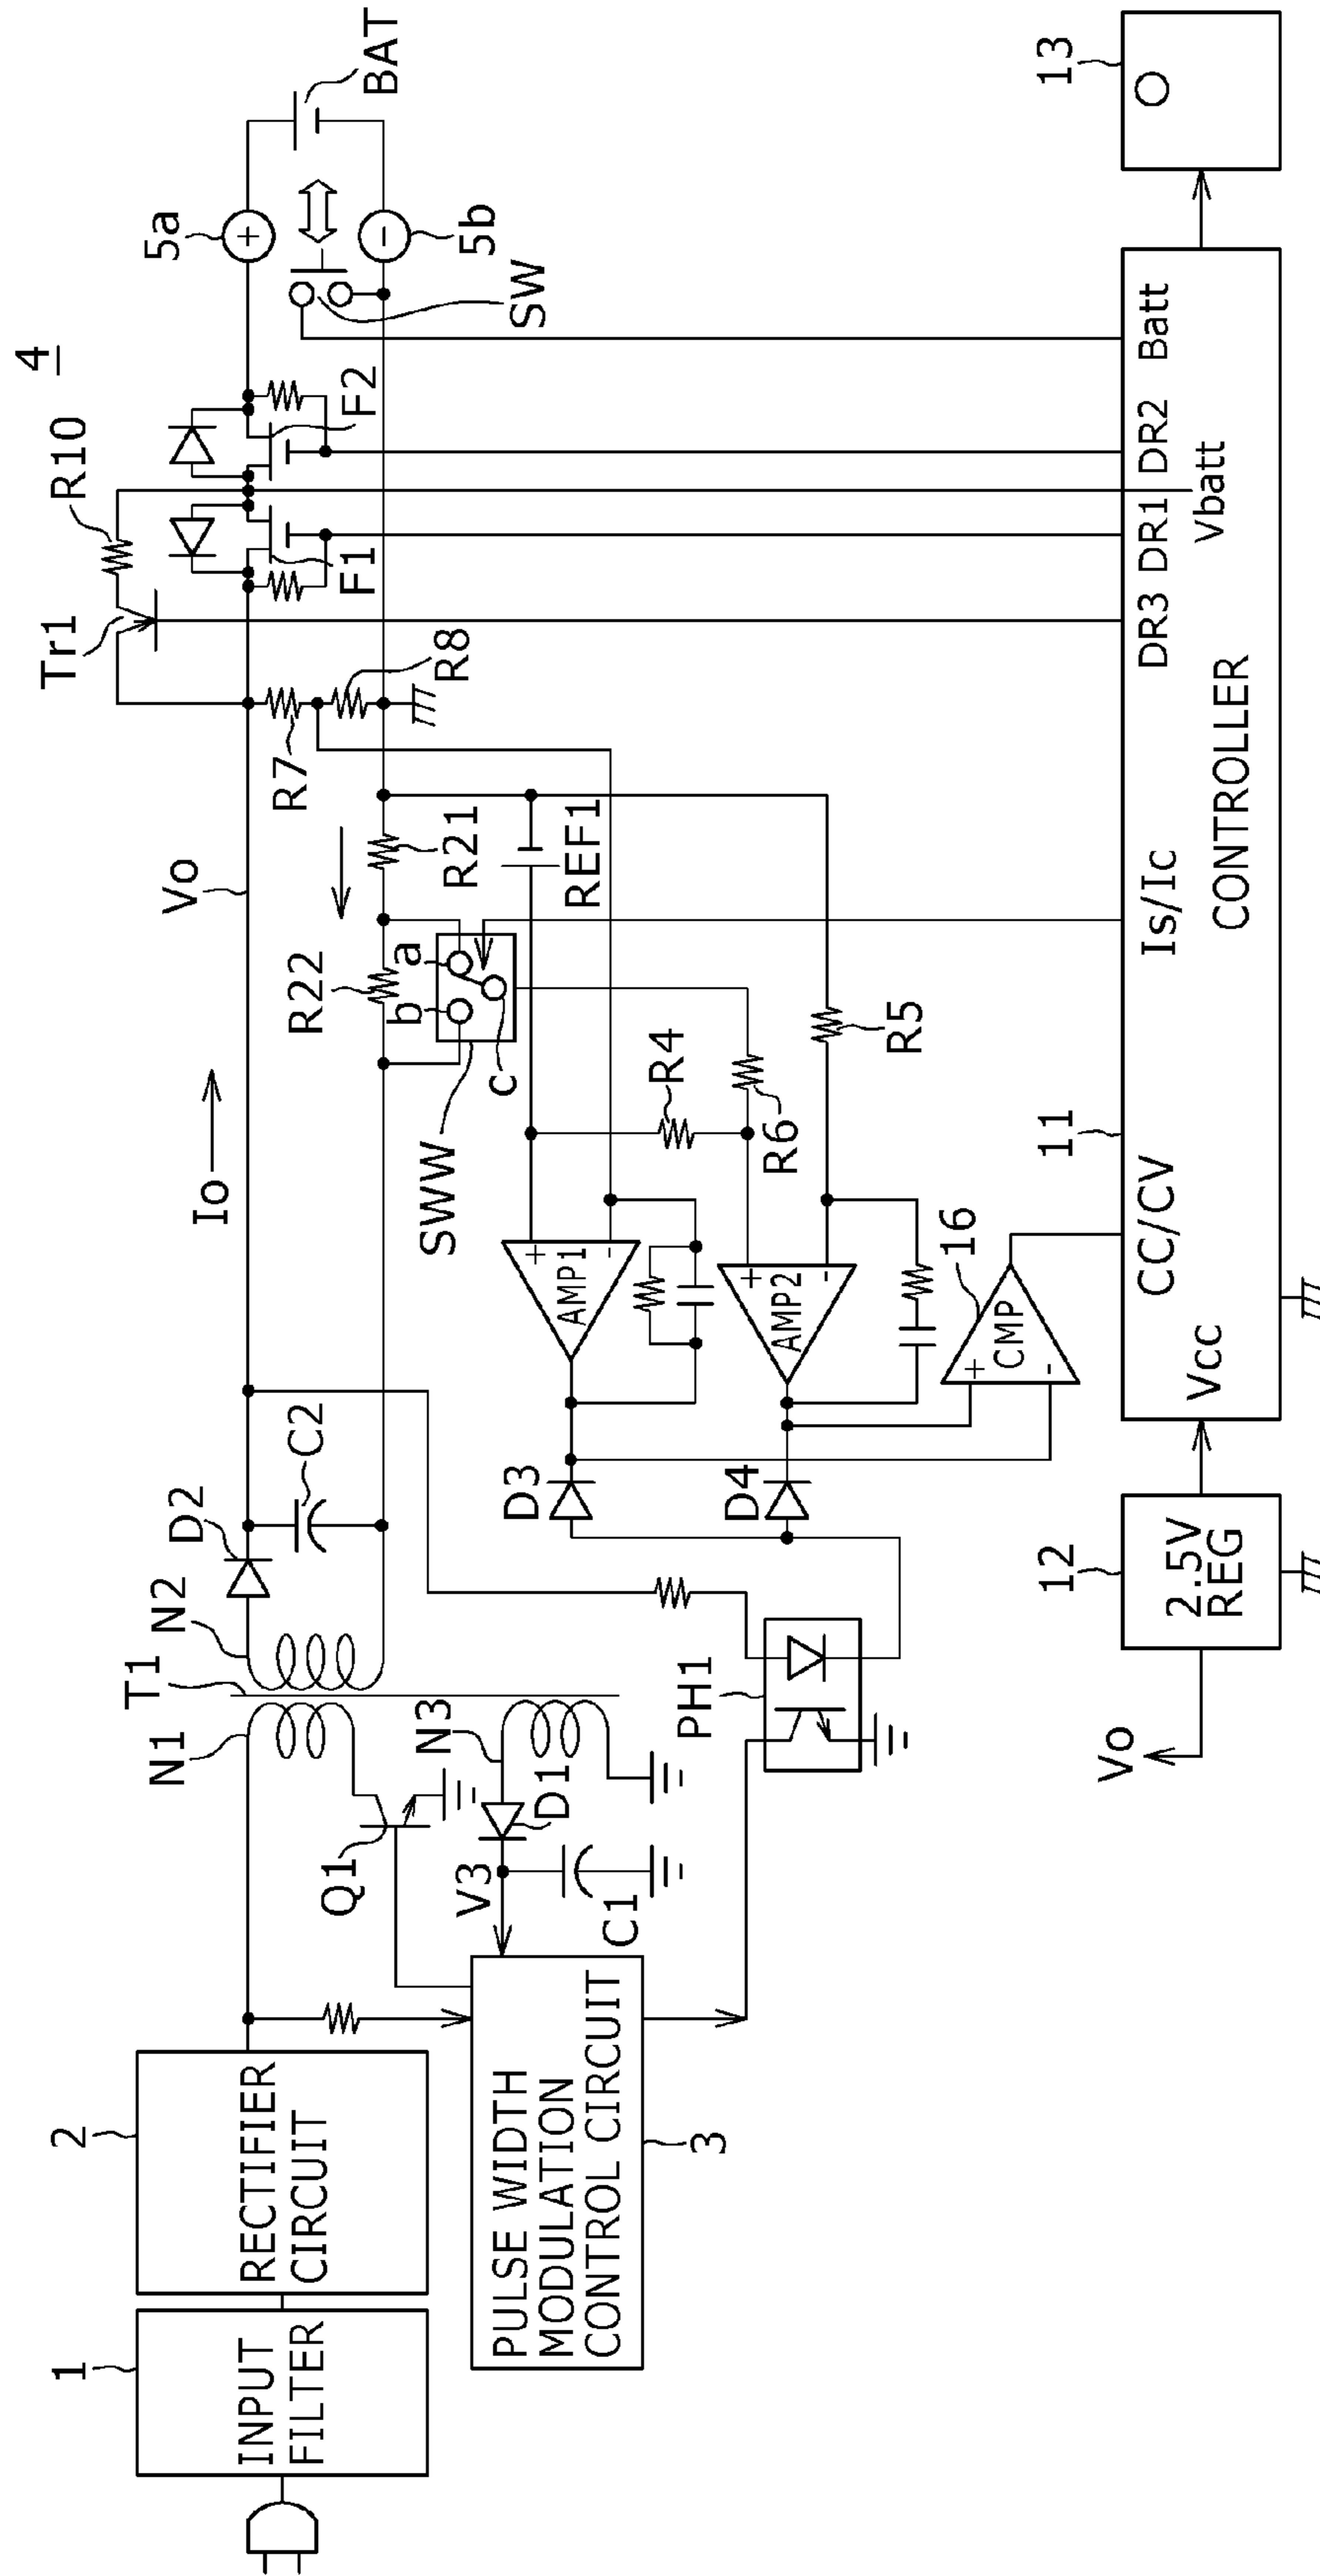 4
1
INPUT
FILTER
2
RECTIFIER
CIRCUIT
N1
T1
N2
D2
C2
Io
Vo
Tr1
R10
5a
BAT
F1
F2
SW
5b
R7
R8
R22
R21
b
a
c
SWW
REF1
Q1
N3
D1
V3
C1
PULSE WIDTH
MODULATION
CONTROL CIRCUIT
3
PH1
D3
D4
+
AMP1
-
R4
R6
+
AMP2
-
R5
+
CMP
-
16
Vo
12
2.5V
REG
11
Vcc
CC/CV
Is/Ic
DR3
DR1
Vbatt
DR2
Batt
CONTROLLER
13
+
-